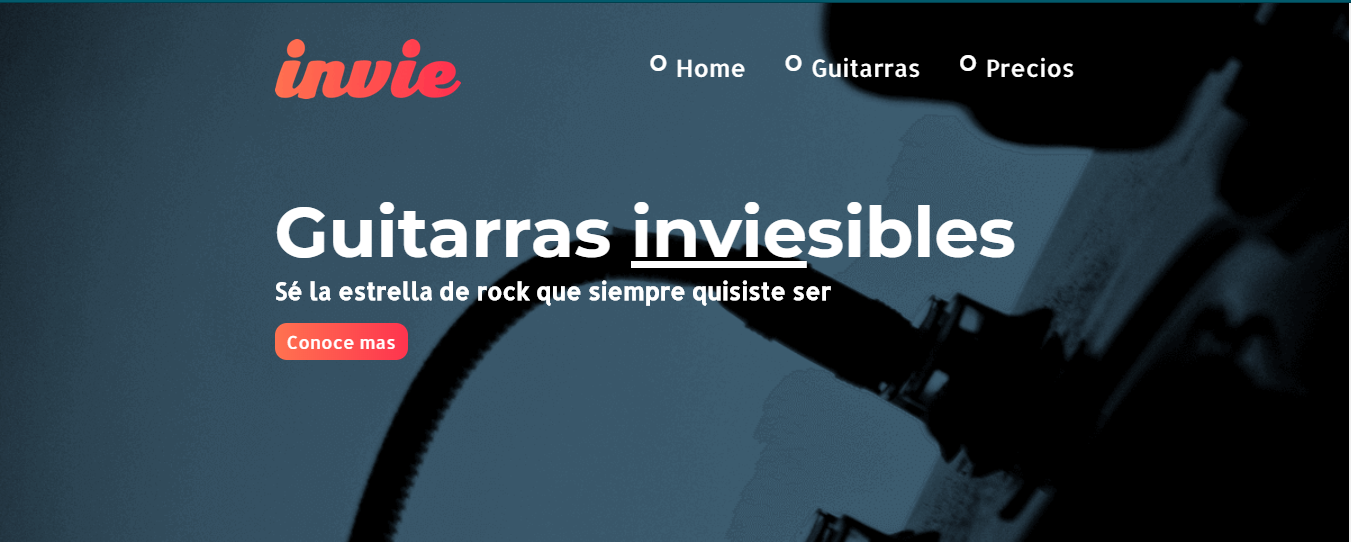 invie
Home Guitarras Precios
Guitarras inviesibles
Sé la estrella de rock que siempre quisiste ser
Conoce mas